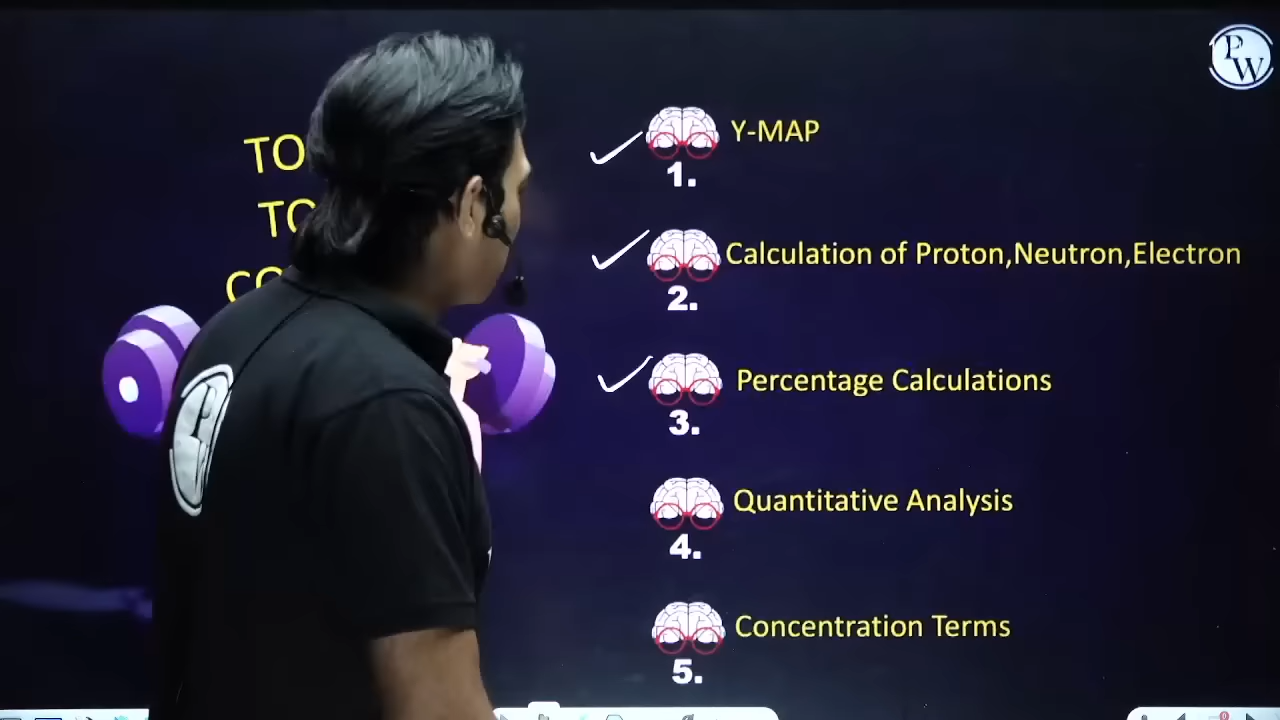 PW
TO
TO
CO
Y-MAP
1.
Calculation of Proton,Neutron,Electron
2.
Percentage Calculations
3.
Quantitative Analysis
4.
Concentration Terms
5.